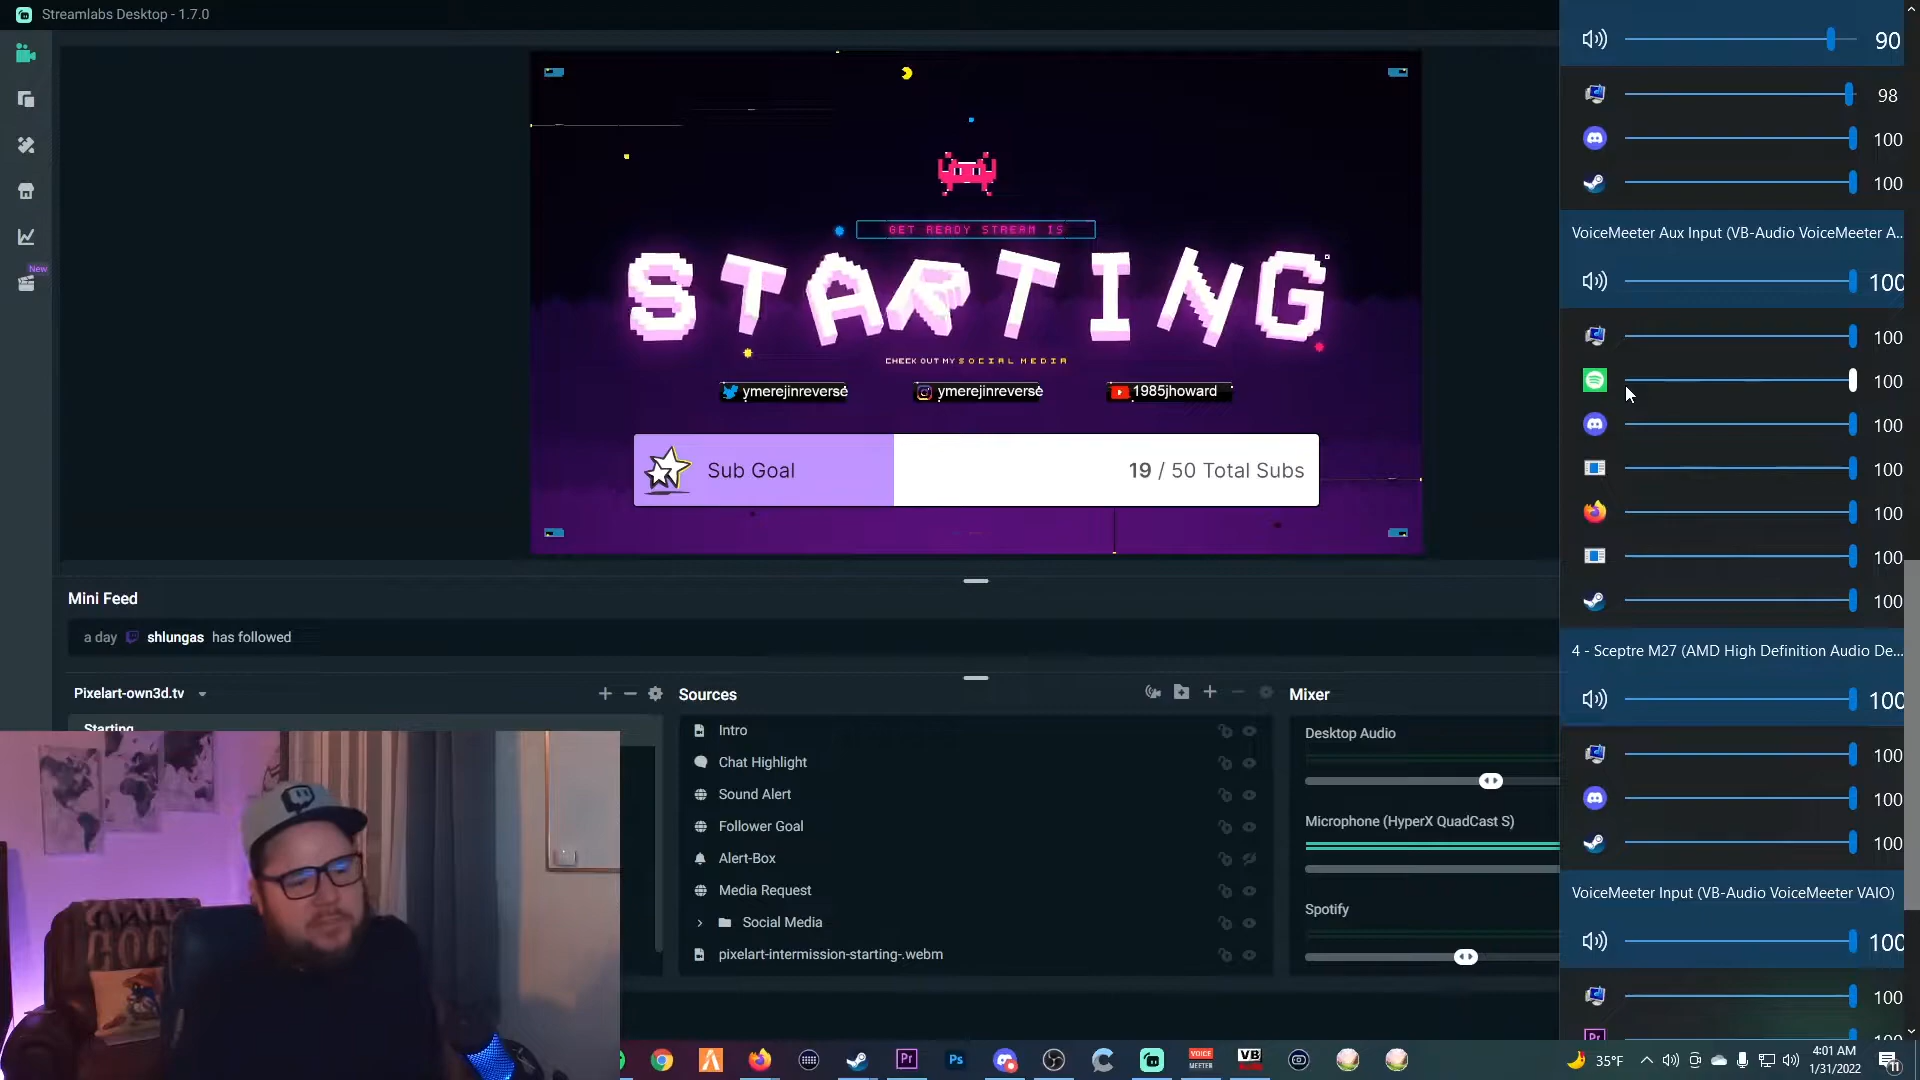 Streamlabs Desktop - 1.7.0
New
GET READY STREAM IS
STARTING
CHECK OUT MY SOCIAL MEDIA
ymerejinreverse
ymerejinreverse
1985jhoward
Sub Goal
19 / 50 Total Subs
Mini Feed
a day
shlungas has followed
Pixelart-own3d.tv
Starting
Sources
Intro
Chat Highlight
Sound Alert
Follower Goal
Alert-Box
Media Request
Social Media
pixelart-intermission-starting-.webm
Mixer
Desktop Audio
Microphone (HyperX QuadCast S)
Spotify
90
98
100
100
VoiceMeeter Aux Input (VB-Audio VoiceMeeter A...
100
100
100
100
100
100
100
100
4 - Sceptre M27 (AMD High Definition Audio De...
100
100
100
100
VoiceMeeter Input (VB-Audio VoiceMeeter VAIO)
100
100
Pr
Pr
Ps
VOICE
MEETER
VB
35°F
4:01 AM
1/31/2022
11